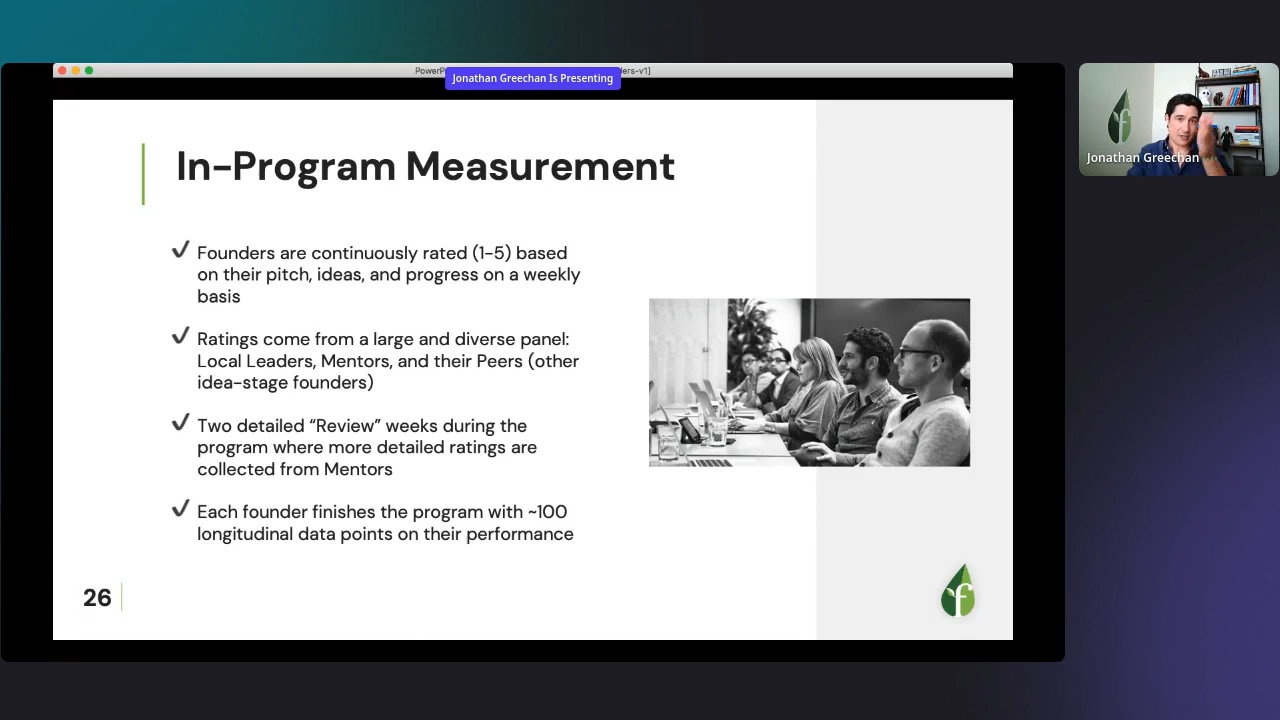 PowerP
ders-v1]
Jonathan Greechan Is Presenting
In-Program Measurement
Founders are continuously rated (1-5) based
on their pitch, ideas, and progress on a weekly
basis
Ratings come from a large and diverse panel:
Local Leaders, Mentors, and their Peers (other
idea-stage founders)
Two detailed “Review” weeks during the
program where more detailed ratings are
collected from Mentors
Each founder finishes the program with ~100
longitudinal data points on their performance
26
f
f
Jonathan Greechan